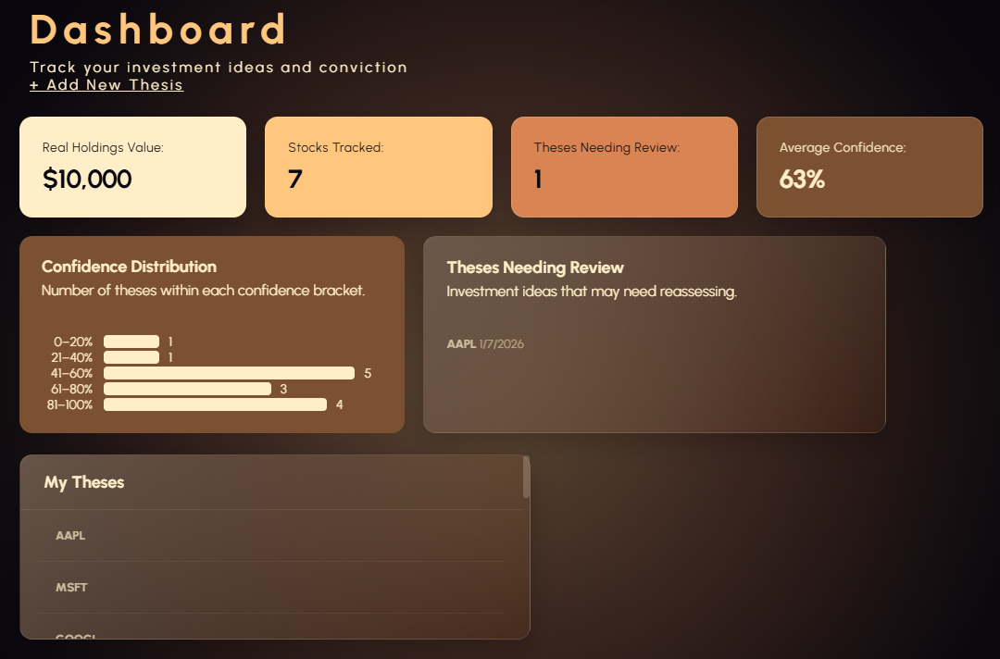 Dashboard
Track your investment ideas and conviction
+ Add New Thesis
Real Holdings Value:
$10,000
Stocks Tracked:
7
Theses Needing Review:
1
Average Confidence:
63%
Confidence Distribution
Number of theses within each confidence bracket.
0–20% 1
21–40% 1
41–60% 5
61–80% 3
81–100% 4
Theses Needing Review
Investment ideas that may need reassessing.
AAPL 1/7/2026
My Theses
AAPL
MSFT